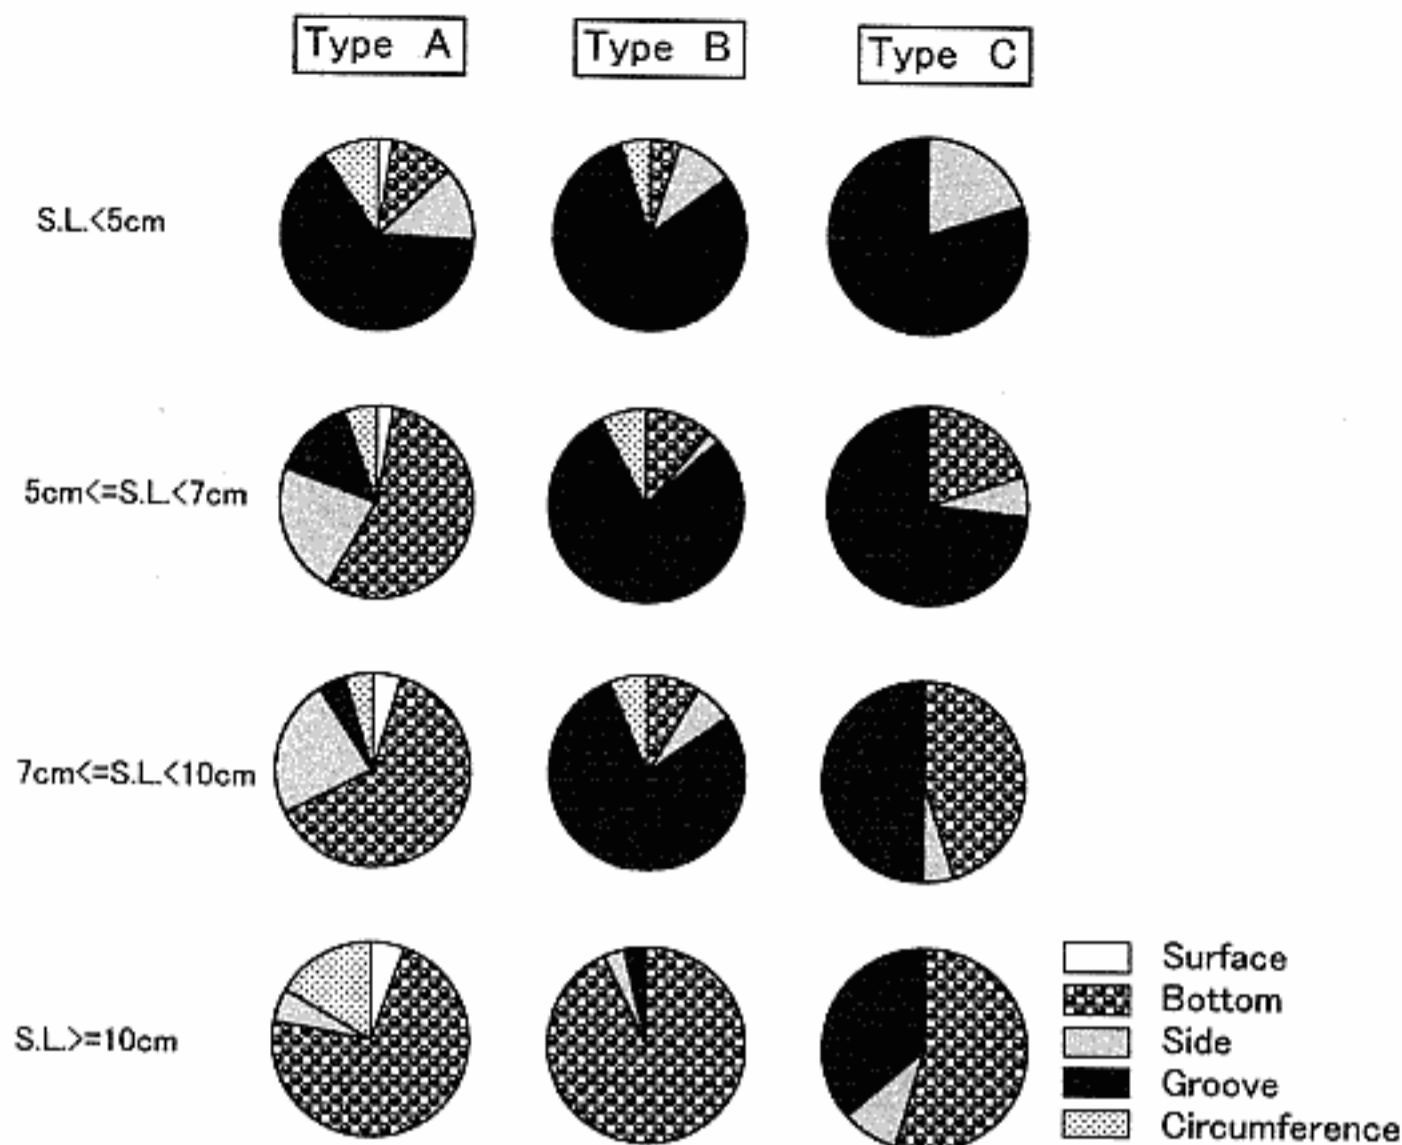 Type A
Type B
Type C
S.L.<5cm
5cm<=S.L.<7cm
7cm<=S.L.<10cm
S.L.>=10cm
Surface
Bottom
Side
Groove
Circumference